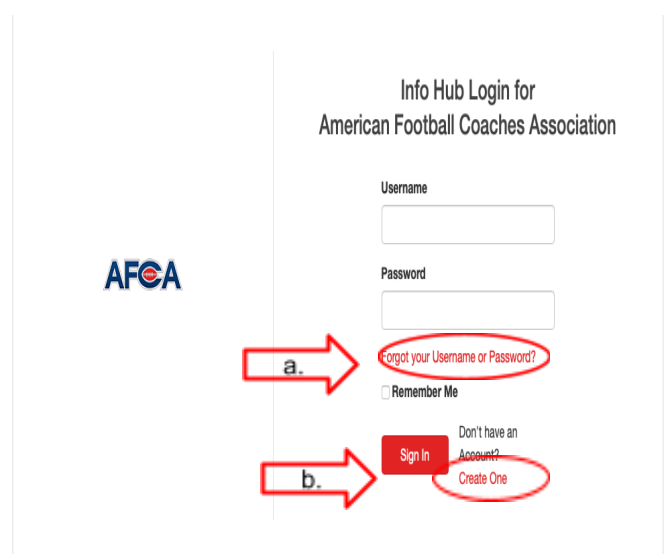 Info Hub Login for
American Football Coaches Association
Username
AFCA
Password
a.
Forgot your Username or Password?
Remember Me
Sign In
Don't have an
Account?
b.
Create One